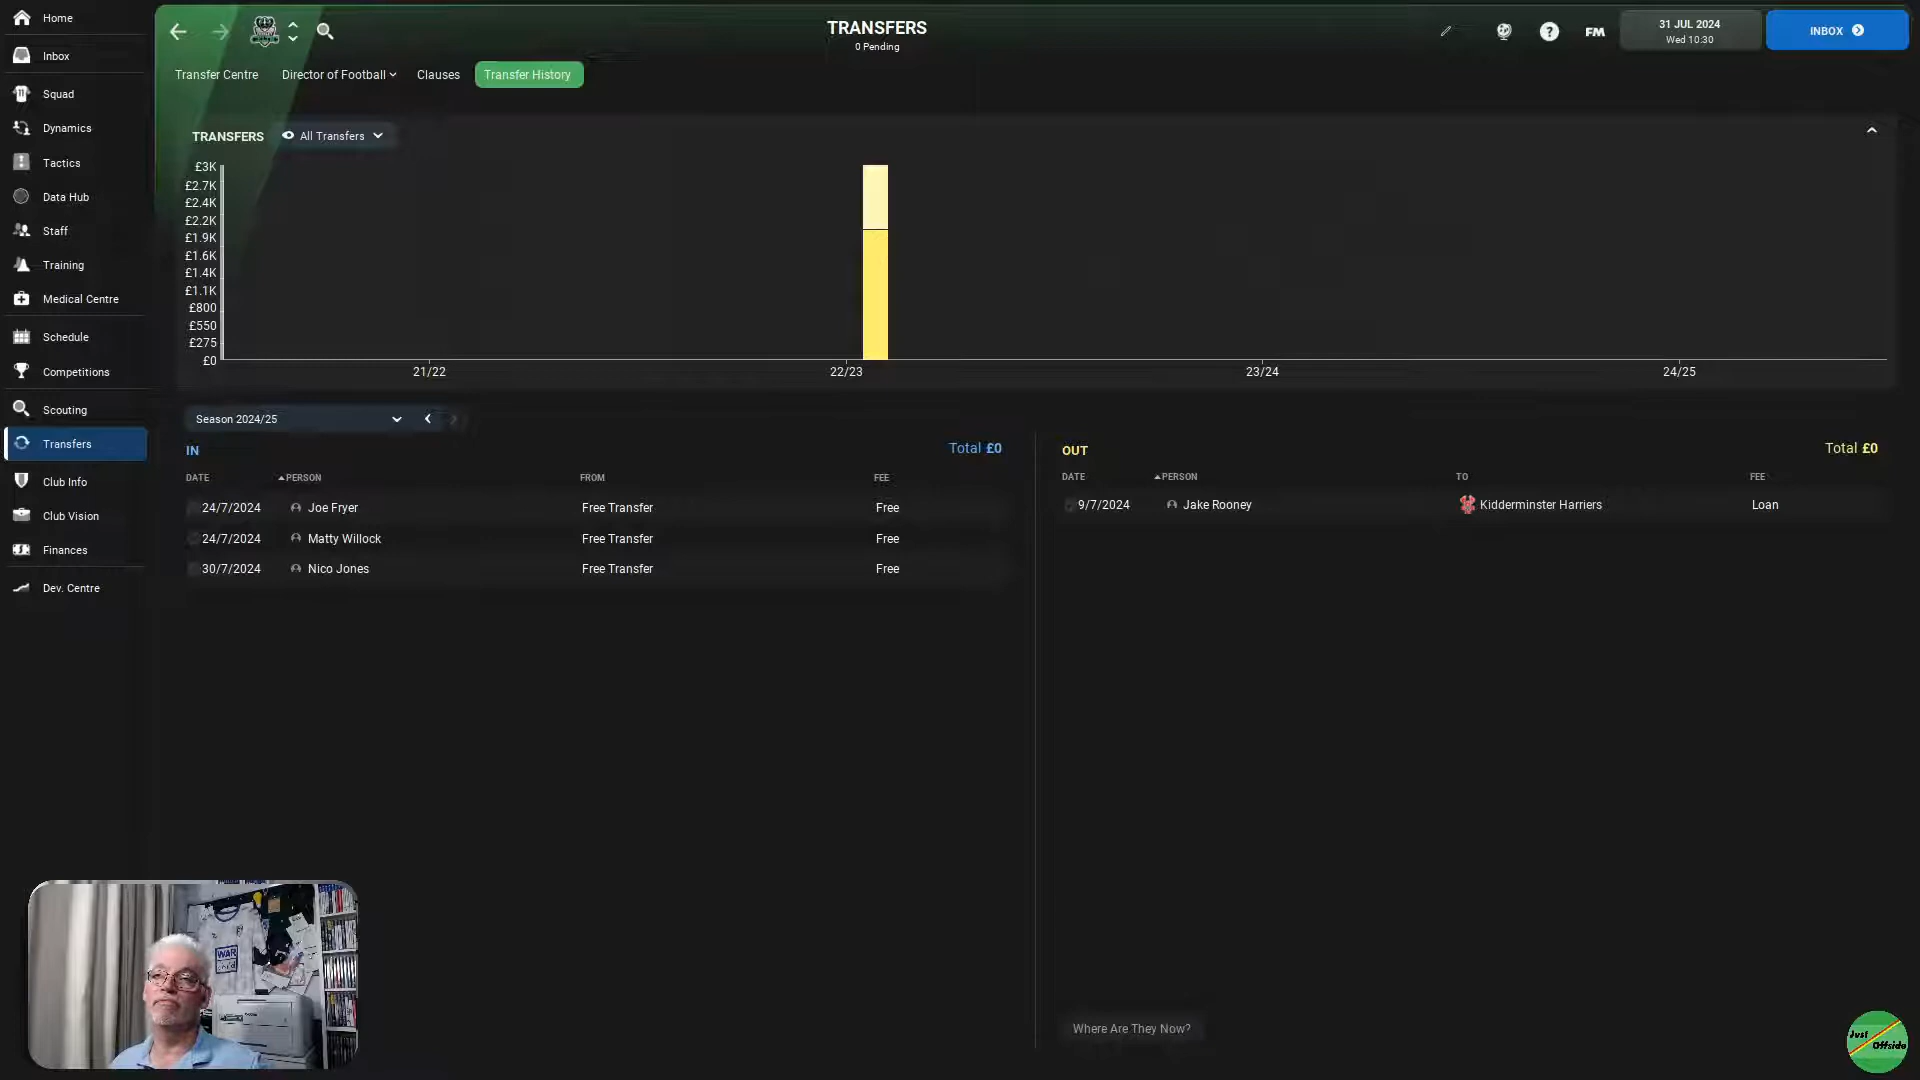 Home
Inbox
Squad
Dynamics
Tactics
Data Hub
Staff
Training
Medical Centre
Schedule
Competitions
Scouting
Transfers
Club Info
Club Vision
Finances
Dev. Centre
TRANSFERS
0 Pending
FM
31 JUL 2024
Wed 10:30
INBOX
Transfer Centre
Director of Football
Clauses
Transfer History
TRANSFERS
All Transfers
£3K
£2.7K
£2.4K
£2.2K
£1.9K
£1.6K
£1.4K
£1.1K
£800
£550
£275
£0
21/22 22/23 23/24 24/25
Season 2024/25
IN Total £0
DATE PERSON FROM FEE
24/7/2024 Joe Fryer Free Transfer Free
24/7/2024 Matty Willock Free Transfer Free
30/7/2024 Nico Jones Free Transfer Free
OUT Total £0
DATE PERSON TO FEE
9/7/2024 Jake Rooney Kidderminster Harriers Loan
Where Are They Now?
WAR
Just
Offside